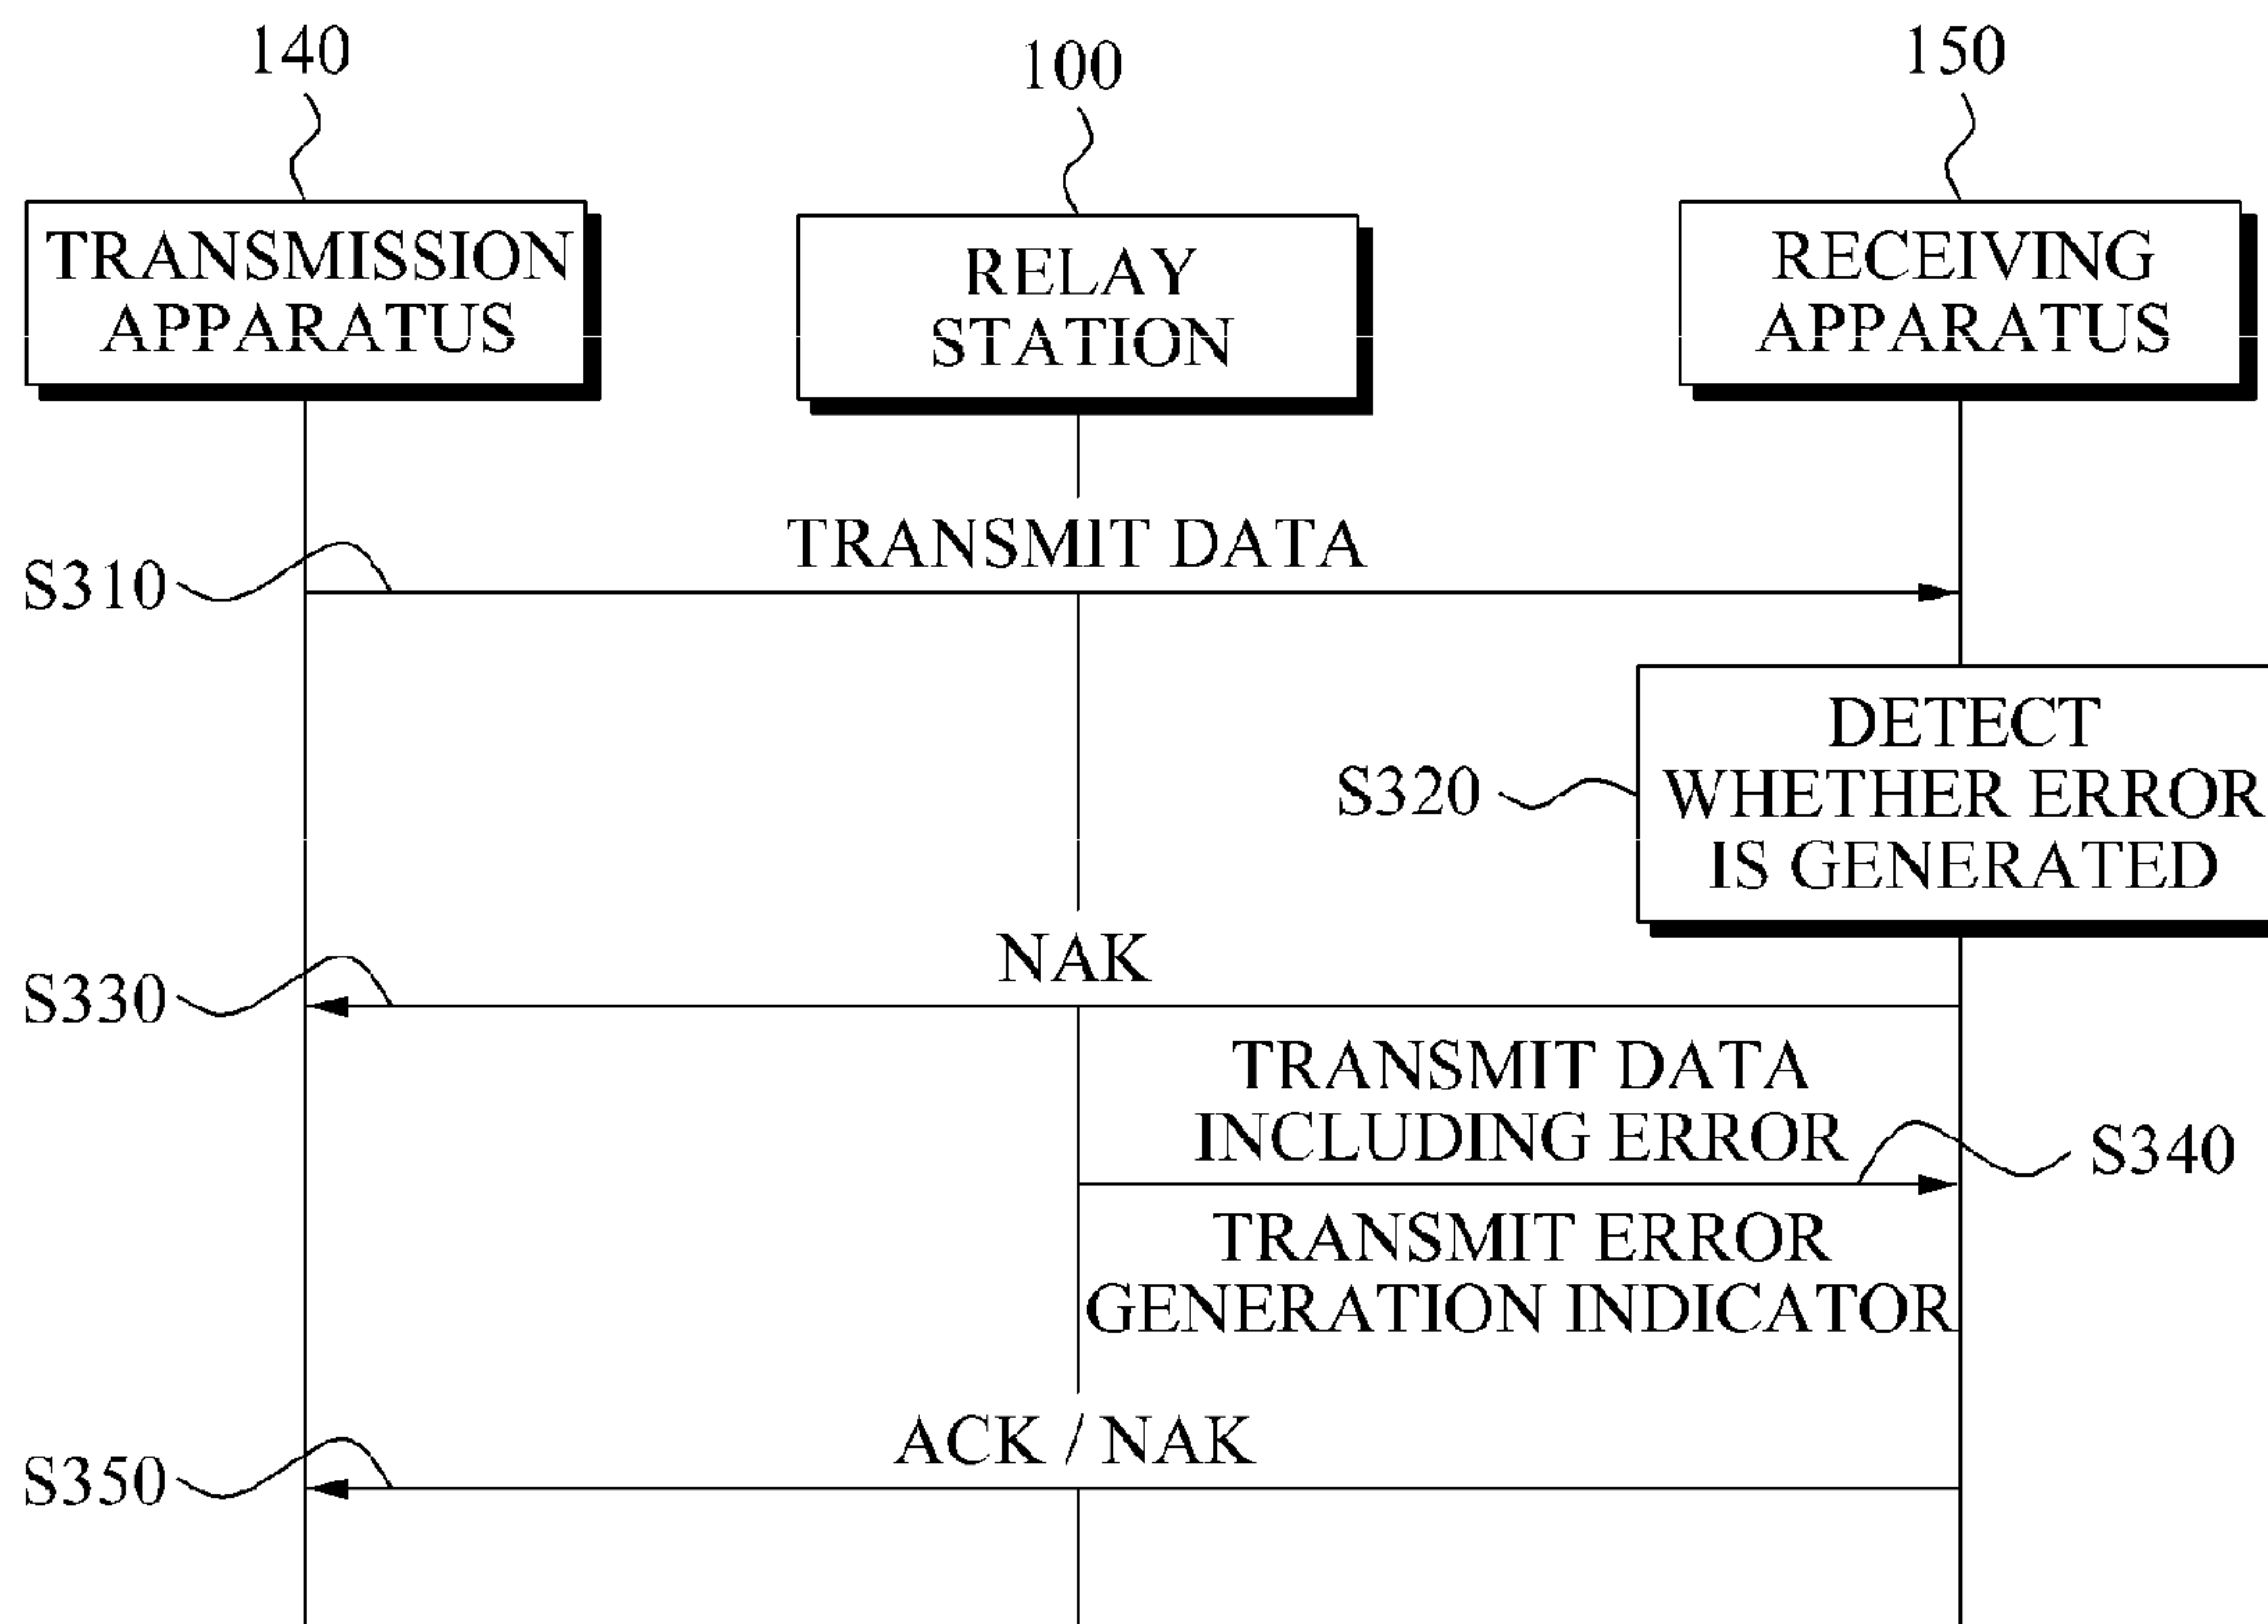 140
100
150
TRANSMISSION
APPARATUS
RELAY
STATION
RECEIVING
APPARATUS
TRANSMIT DATA
S310
DETECT
WHETHER ERROR
IS GENERATED
S320
NAK
S330
TRANSMIT DATA
INCLUDING ERROR
S340
TRANSMIT ERROR
GENERATION INDICATOR
ACK / NAK
S350